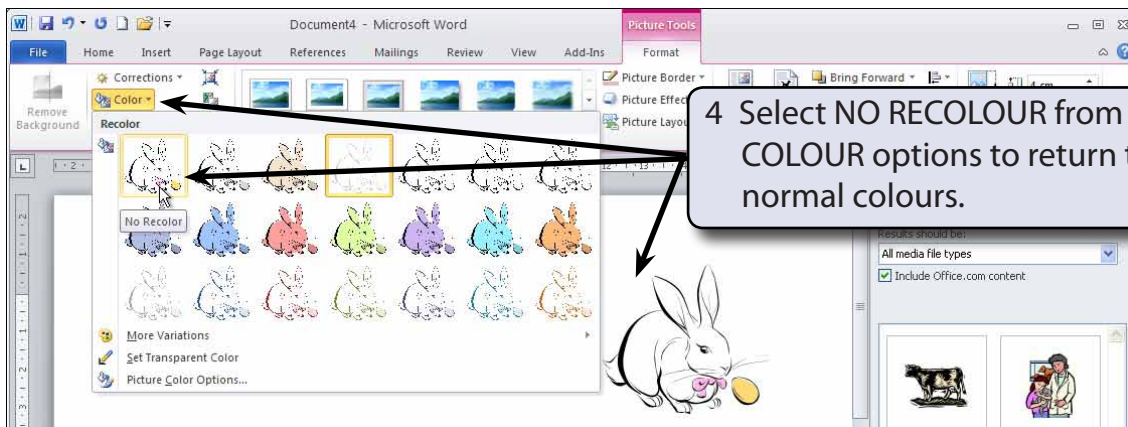 Document4 - Microsoft Word
Picture Tools
File Home Insert Page Layout References Mailings Review View Add-Ins Format
Corrections
Color
Remove
Background
Picture Border
Picture Effect
Picture Layou
Bring Forward
4 cm
Recolor
No Recolor
4 Select NO RECOLOUR from
COLOUR options to return t
normal colours.
Results should be:
All media file types
Include Office.com content
More Variations
Set Transparent Color
Picture Color Options...